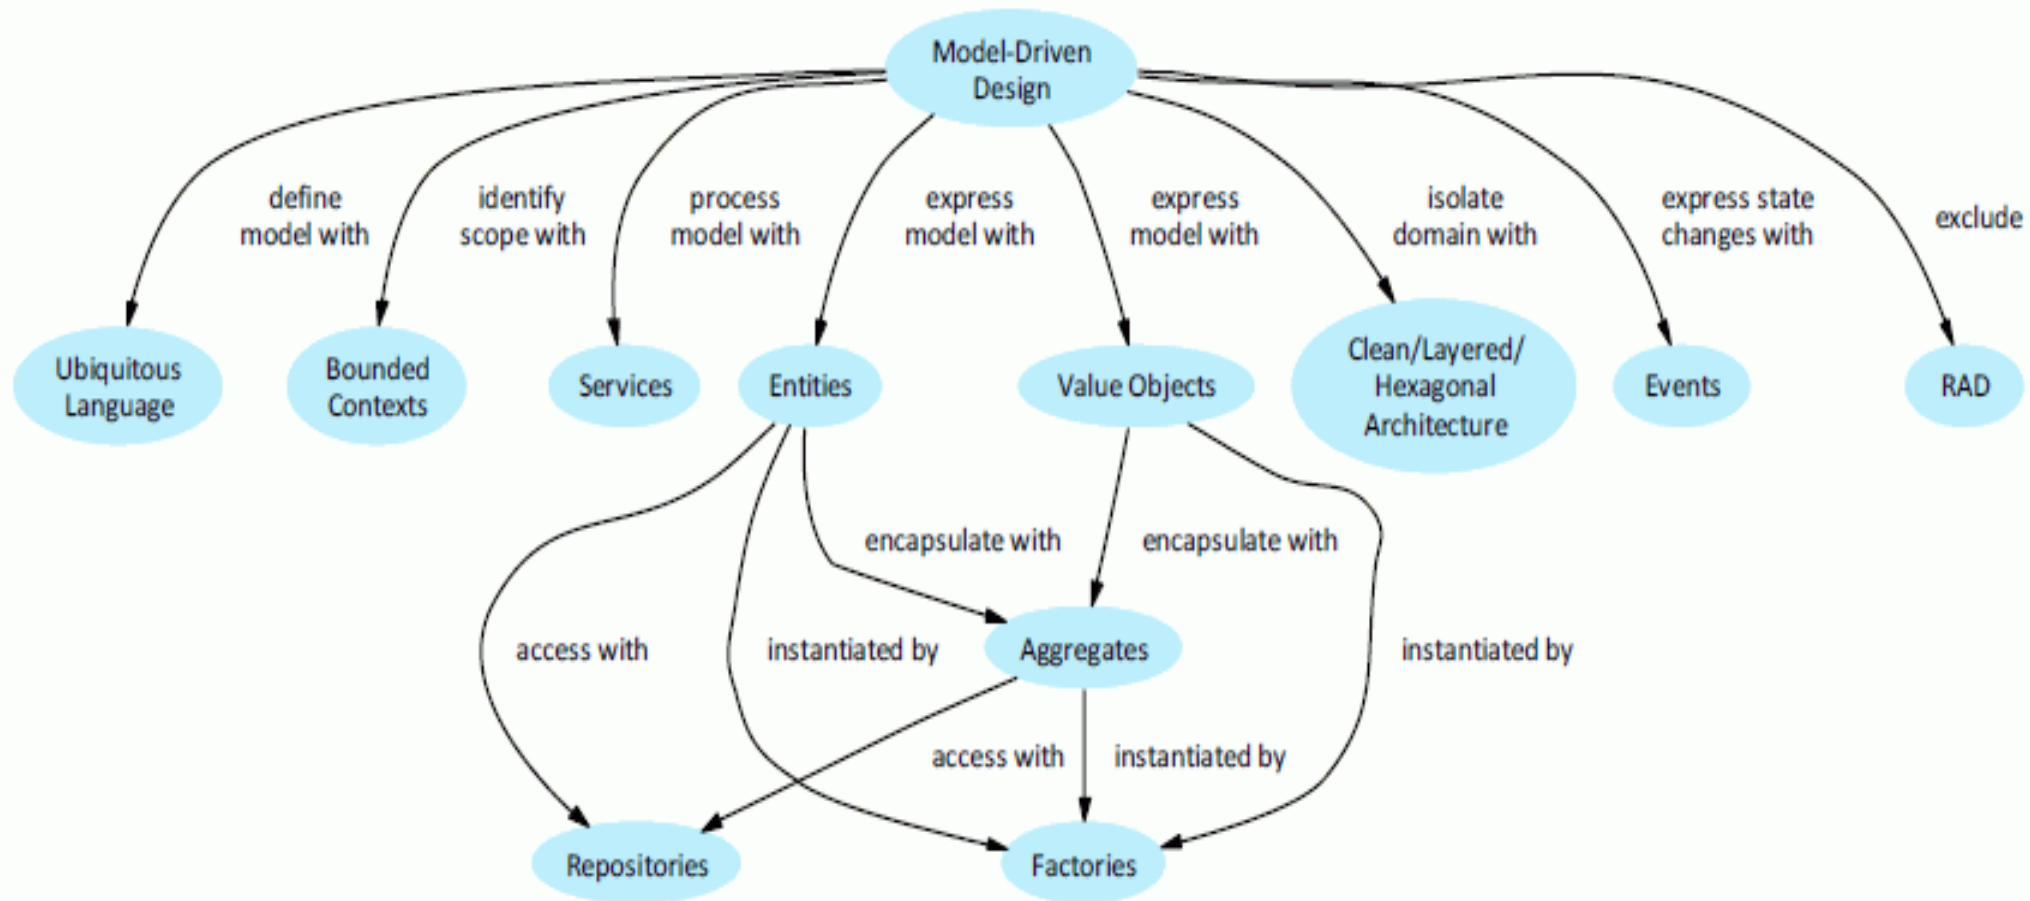 Model-Driven
Design
define
model with
identify
scope with
process
model with
express
model with
express
model with
isolate
domain with
express state
changes with
exclude
Ubiquitous
Language
Bounded
Contexts
Services
Entities
Value Objects
Clean/Layered/
Hexagonal
Architecture
Events
RAD
encapsulate with
encapsulate with
access with
instantiated by
Aggregates
instantiated by
access with
instantiated by
Repositories
Factories